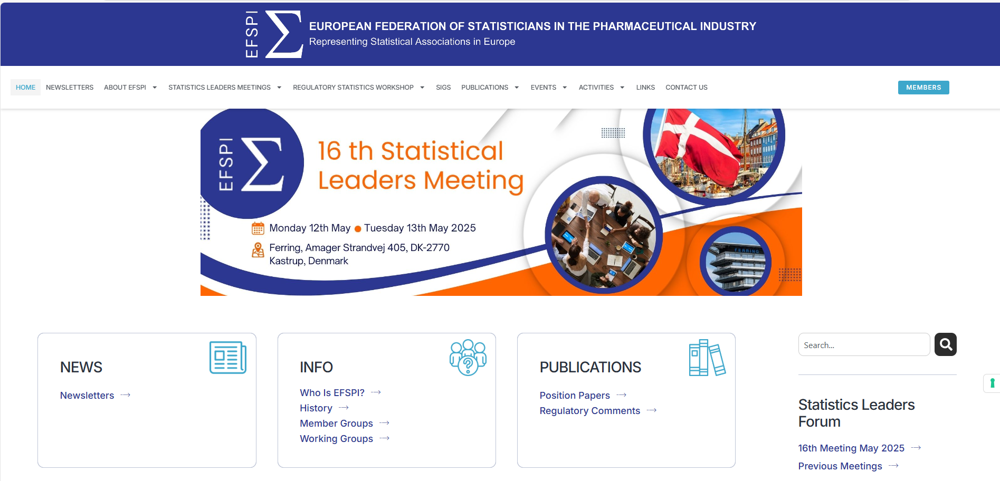 EFSPI
EUROPEAN FEDERATION OF STATISTICIANS IN THE PHARMACEUTICAL INDUSTRY
Representing Statistical Associations in Europe
HOME NEWSLETTERS ABOUT EFSPI STATISTICS LEADERS MEETINGS REGULATORY STATISTICS WORKSHOP SIGS PUBLICATIONS EVENTS ACTIVITIES LINKS CONTACT US MEMBERS
EFSPI
16 th Statistical
Leaders Meeting
Monday 12th May ● Tuesday 13th May 2025
Ferring, Amager Strandvej 405, DK-2770
Kastrup, Denmark
FERRING
NEWS
Newsletters →
INFO
Who Is EFSPI? →
History →
Member Groups →
Working Groups →
PUBLICATIONS
Position Papers →
Regulatory Comments →
Search...
Statistics Leaders
Forum
16th Meeting May 2025 →
Previous Meetings →